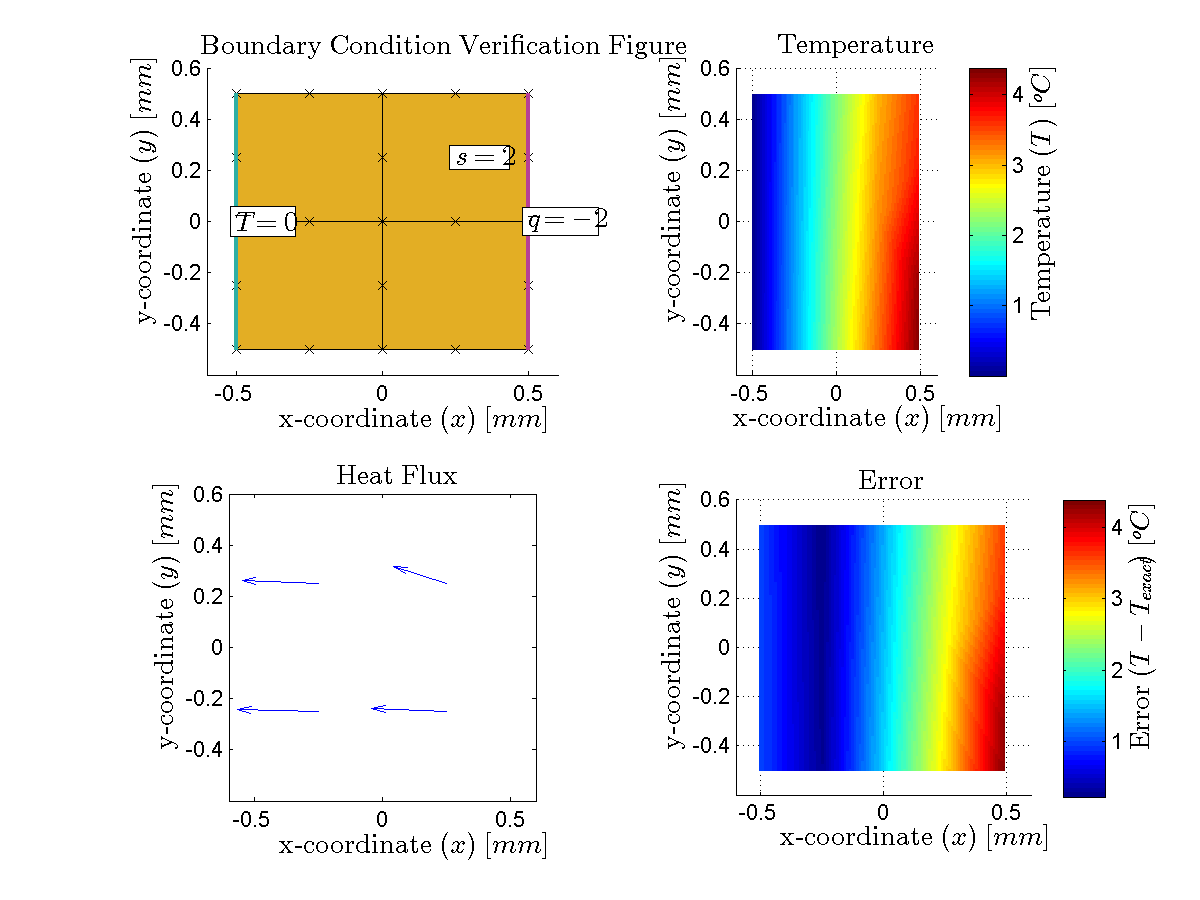 Boundary Condition Verification Figure
0.6
0.4
0.2
0
-0.2
-0.4
y-coordinate (y) [mm]
s = 2
T = 0
q = −2
-0.5 0 0.5
x-coordinate (x) [mm]
Temperature
0.6
0.4
0.2
0
-0.2
-0.4
y-coordinate (y) [mm]
-0.5 0 0.5
x-coordinate (x) [mm]
4
3
2
1
Temperature (T) [ºC]
Heat Flux
0.6
0.4
0.2
0
-0.2
-0.4
y-coordinate (y) [mm]
-0.5 0 0.5
x-coordinate (x) [mm]
Error
0.6
0.4
0.2
0
-0.2
-0.4
y-coordinate (y) [mm]
-0.5 0 0.5
x-coordinate (x) [mm]
4
3
2
1
Error (T − Texact) [ºC]